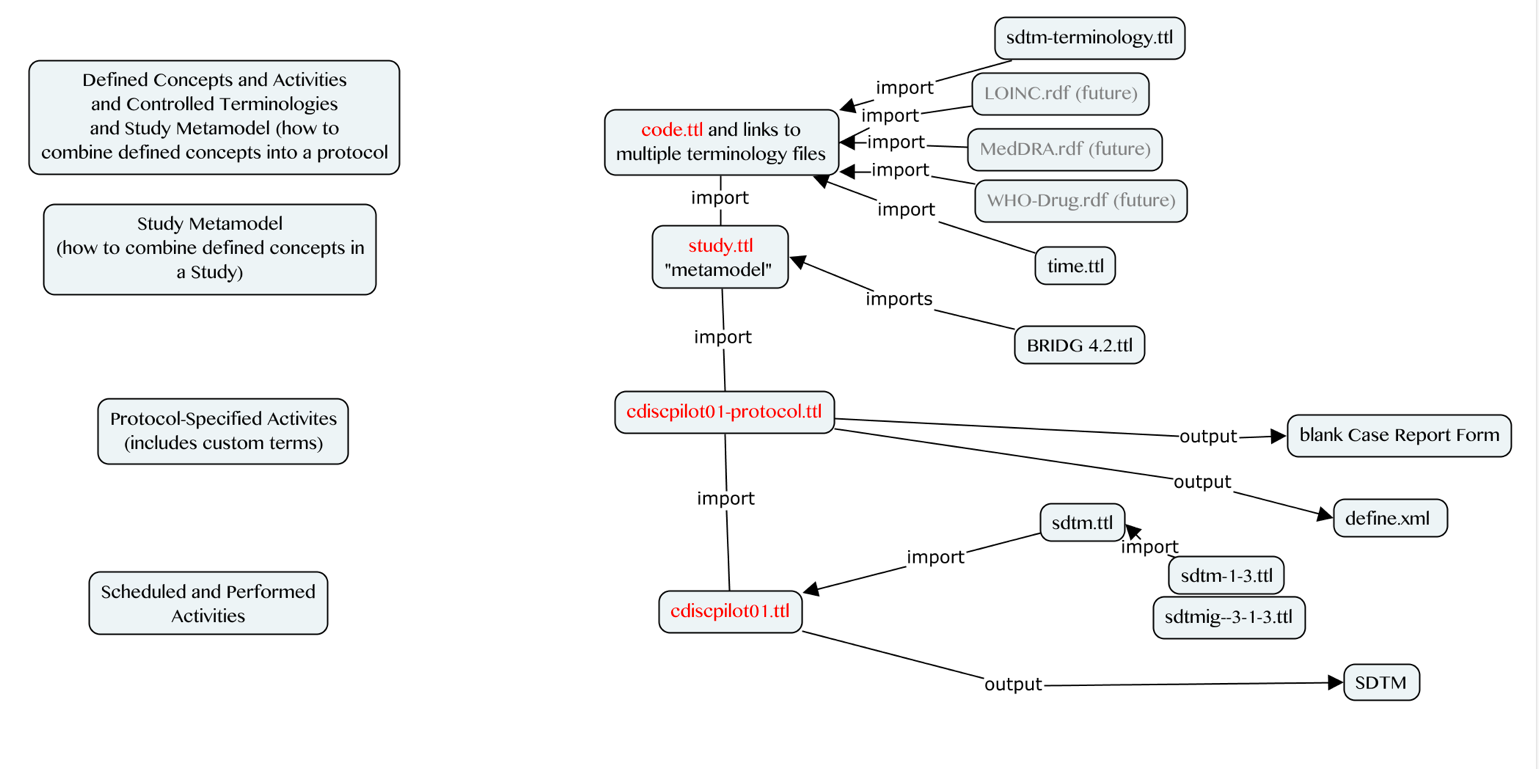 sdtm-terminology.ttl
Defined Concepts and Activities
and Controlled Terminologies
and Study Metamodel (how to
combine defined concepts into a protocol
import
LOINC.rdf (future)
import
code.ttl and links to
multiple terminology files
import
MedDRA.rdf (future)
import
WHO-Drug.rdf (future)
import
import
Study Metamodel
(how to combine defined concepts in
a Study)
study.ttl
"metamodel"
time.ttl
imports
BRIDG 4.2.ttl
import
Protocol-Specified Activites
(includes custom terms)
cdiscpilot01-protocol.ttl
output
blank Case Report Form
output
define.xml
import
sdtm.ttl
import
import
sdtm-1-3.ttl
sdtmig--3-1-3.ttl
Scheduled and Performed
Activities
cdiscpilot01.ttl
output
SDTM